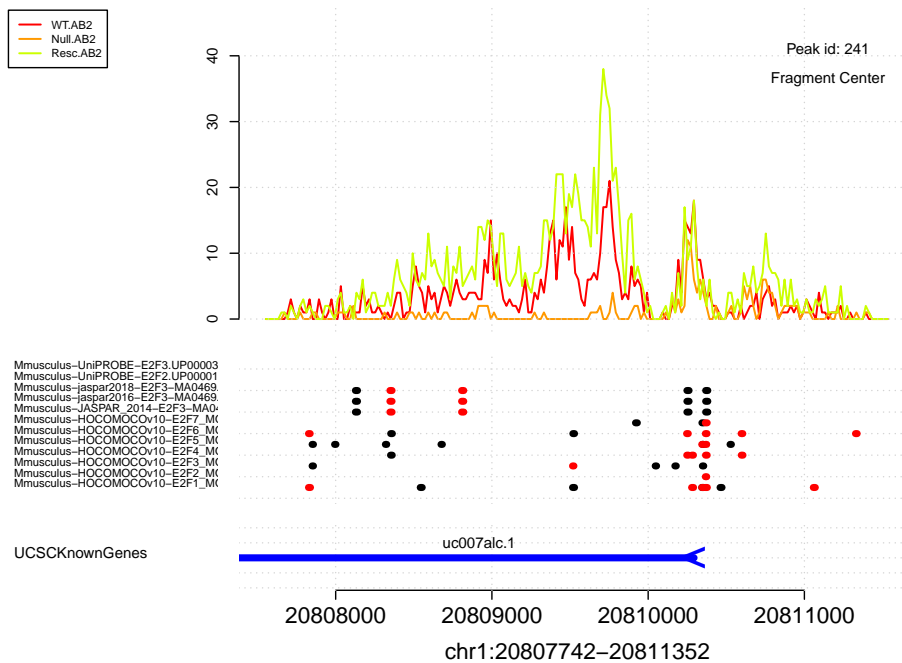 WT.AB2
Null.AB2
Resc.AB2
Peak id: 241
Fragment Center
40
30
20
10
0
Mmusculus−UniPROBE−E2F3.UP00003
Mmusculus−UniPROBE−E2F2.UP00001
Mmusculus−jaspar2018−E2F3−MA0469.
Mmusculus−jaspar2016−E2F3−MA0469.
Mmusculus−JASPAR_2014−E2F3−MA04
Mmusculus−HOCOMOCOv10−E2F7_MO
Mmusculus−HOCOMOCOv10−E2F6_MO
Mmusculus−HOCOMOCOv10−E2F5_MO
Mmusculus−HOCOMOCOv10−E2F4_MO
Mmusculus−HOCOMOCOv10−E2F3_MO
Mmusculus−HOCOMOCOv10−E2F2_MO
Mmusculus−HOCOMOCOv10−E2F1_MO
UCSCKnownGenes
uc007alc.1
20808000 20809000 20810000 20811000
chr1:20807742−20811352